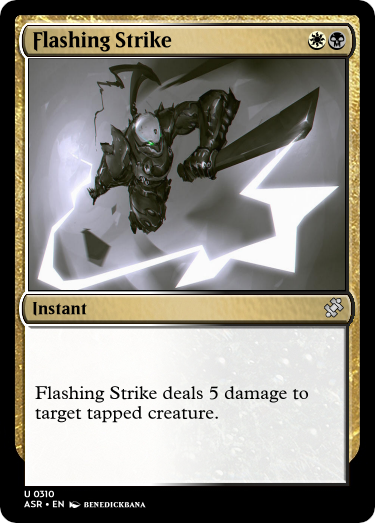 Flashing Strike
Instant
Flashing Strike deals 5 damage to
target tapped creature.
U 0310
ASR • EN BENEDICKBANA